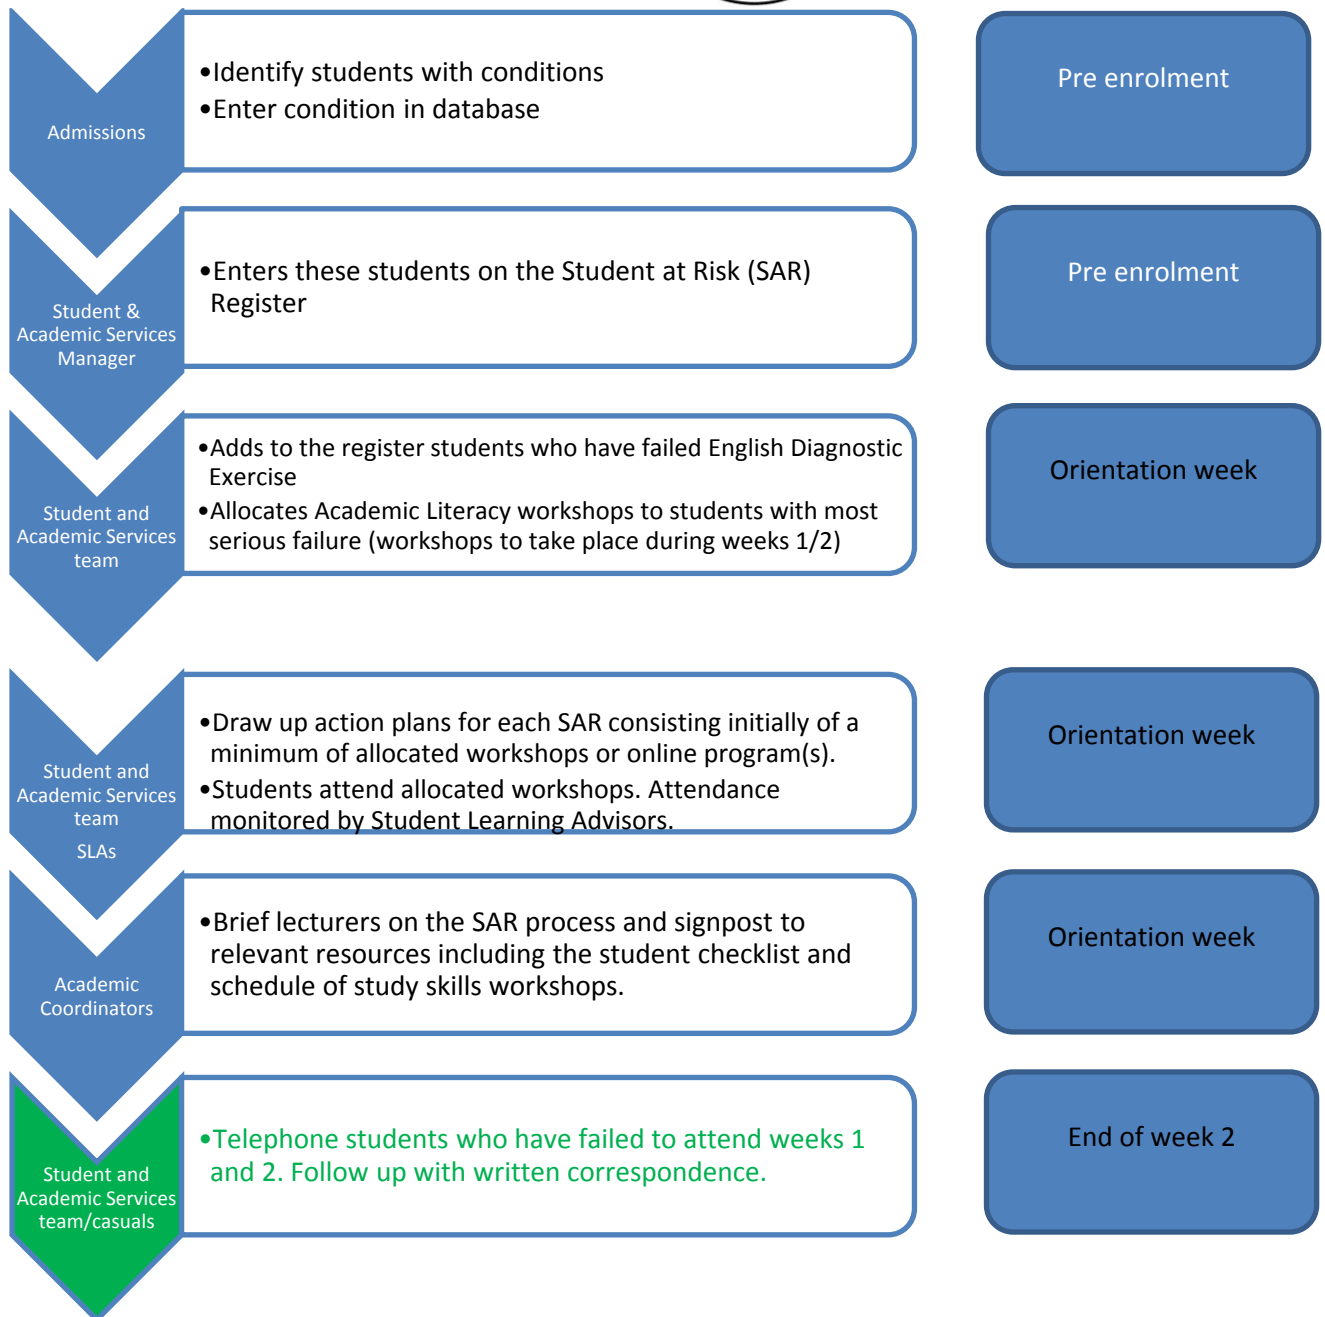 Admissions
•Identify students with conditions
•Enter condition in database
Pre enrolment
Student &
Academic Services
Manager
•Enters these students on the Student at Risk (SAR)
Register
Pre enrolment
Student and
Academic Services
team
•Adds to the register students who have failed English Diagnostic
Exercise
•Allocates Academic Literacy workshops to students with most
serious failure (workshops to take place during weeks 1/2)
Orientation week
Student and
Academic Services
team
SLAs
•Draw up action plans for each SAR consisting initially of a
minimum of allocated workshops or online program(s).
•Students attend allocated workshops. Attendance
monitored by Student Learning Advisors.
Orientation week
Academic
Coordinators
•Brief lecturers on the SAR process and signpost to
relevant resources including the student checklist and
schedule of study skills workshops.
Orientation week
Student and
Academic Services
team/casuals
•Telephone students who have failed to attend weeks 1
and 2. Follow up with written correspondence.
End of week 2